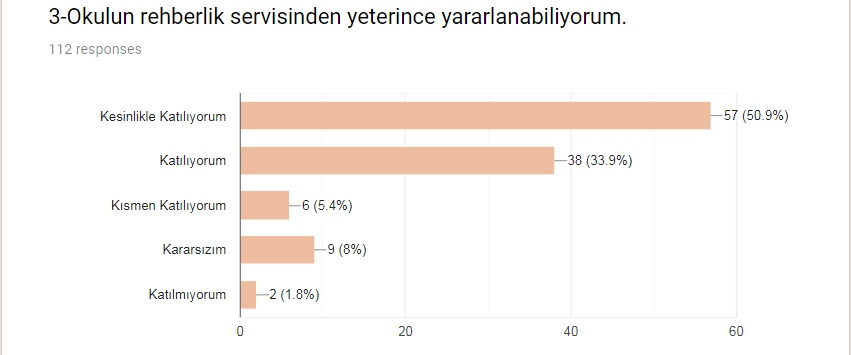 3-Okulun rehberlik servisinden yeterince yararlanabiliyorum.
112 responses
Kesinlikle Katılıyorum 57 (50.9%)
Katılıyorum 38 (33.9%)
Kısmen Katılıyorum 6 (5.4%)
Kararsızım 9 (8%)
Katılmıyorum 2 (1.8%)
0 20 40 60